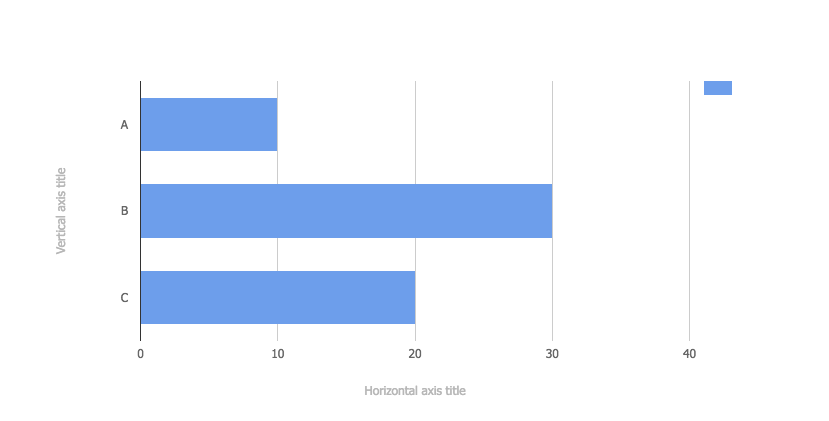 A
B
C
Vertical axis title
0 10 20 30 40
Horizontal axis title